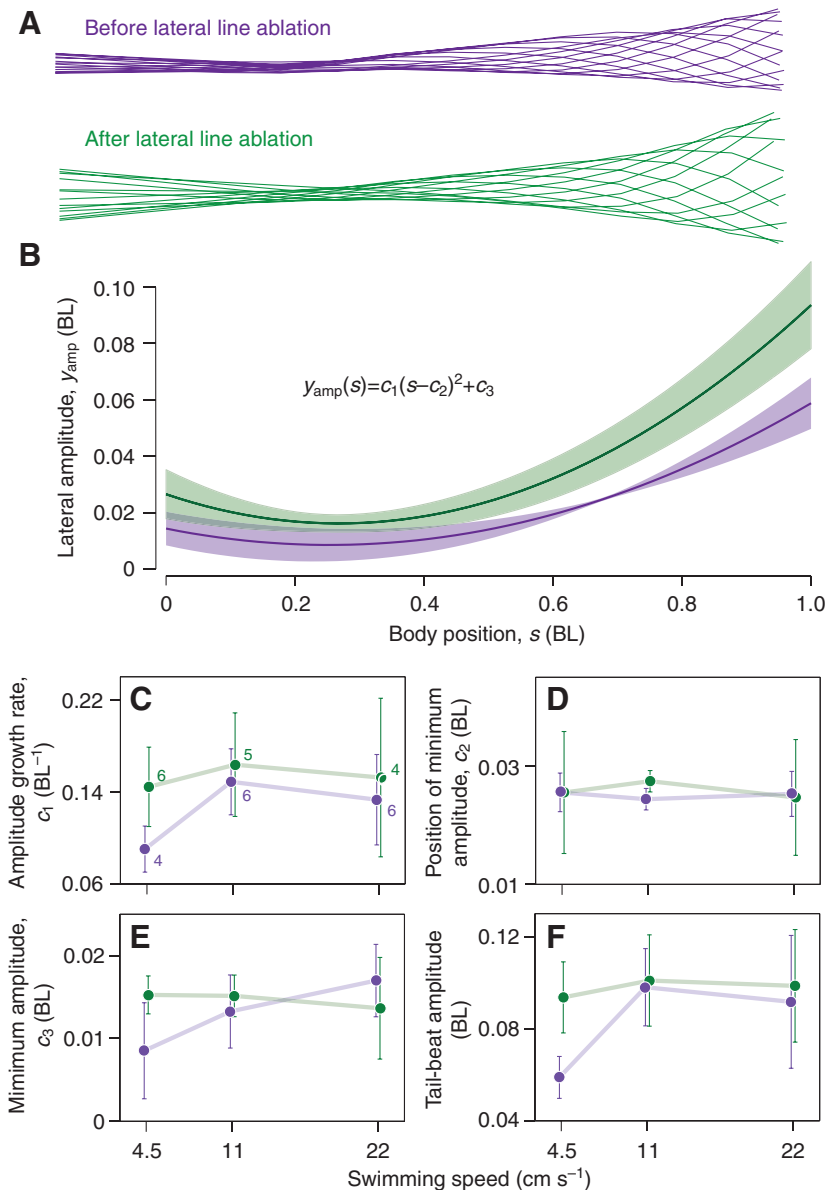 A
Before lateral line ablation
After lateral line ablation
B
Lateral amplitude, yamp (BL)
0.10
0.08
0.06
0.04
0.02
0
yamp(s)=c1(s–c2)²+c3
0 0.2 0.4 0.6 0.8 1.0
Body position, s (BL)
C
Amplitude growth rate,
c1 (BL–1)
0.22
0.14
0.06
6
5
4
4
6
6
D
Position of minimum
amplitude, c2 (BL)
0.03
0.01
E
Mimimum amplitude,
c3 (BL)
0.02
0.01
0
4.5 11 22
F
Tail-beat amplitude
(BL)
0.12
0.08
0.04
4.5 11 22
Swimming speed (cm s–1)